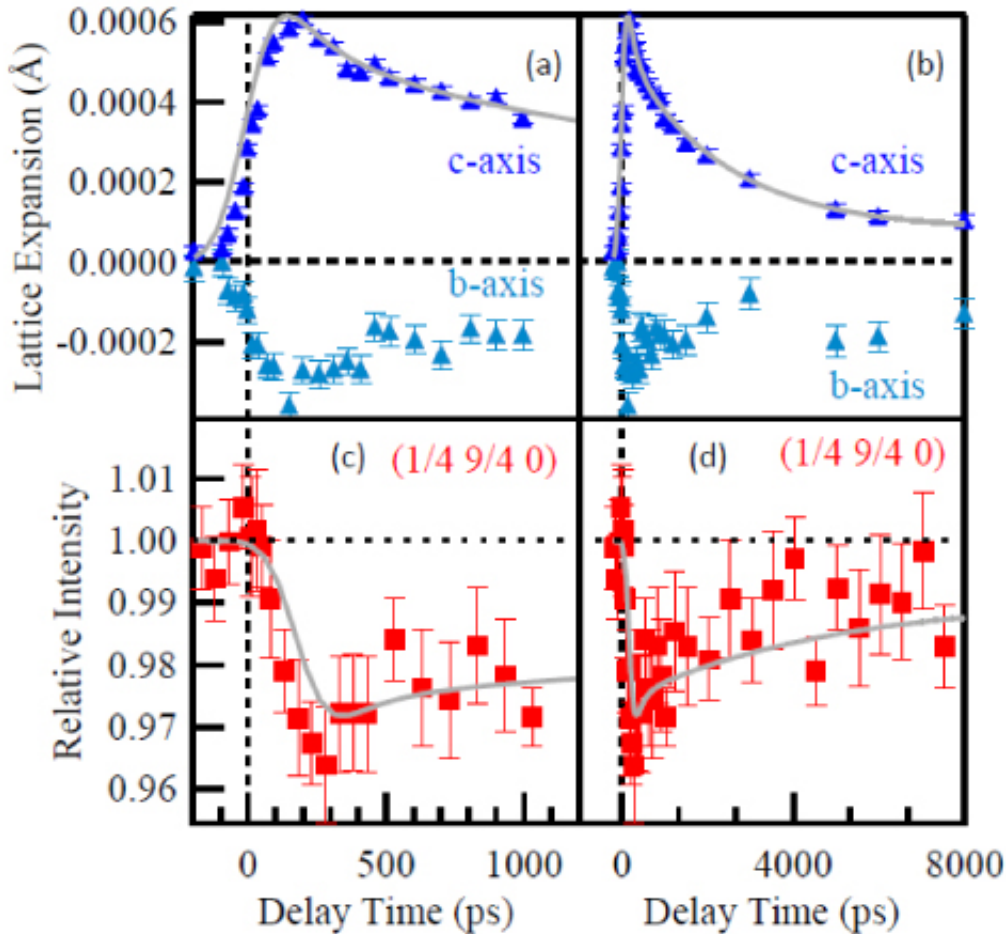 Lattice Expansion (Å)
0.0006
0.0004
0.0002
0.0000
-0.0002
(a)
c-axis
b-axis
(b)
c-axis
b-axis
Relative Intensity
1.01
1.00
0.99
0.98
0.97
0.96
(c)
(1/4 9/4 0)
(d)
(1/4 9/4 0)
0
500
1000
0
4000
8000
Delay Time (ps)
Delay Time (ps)